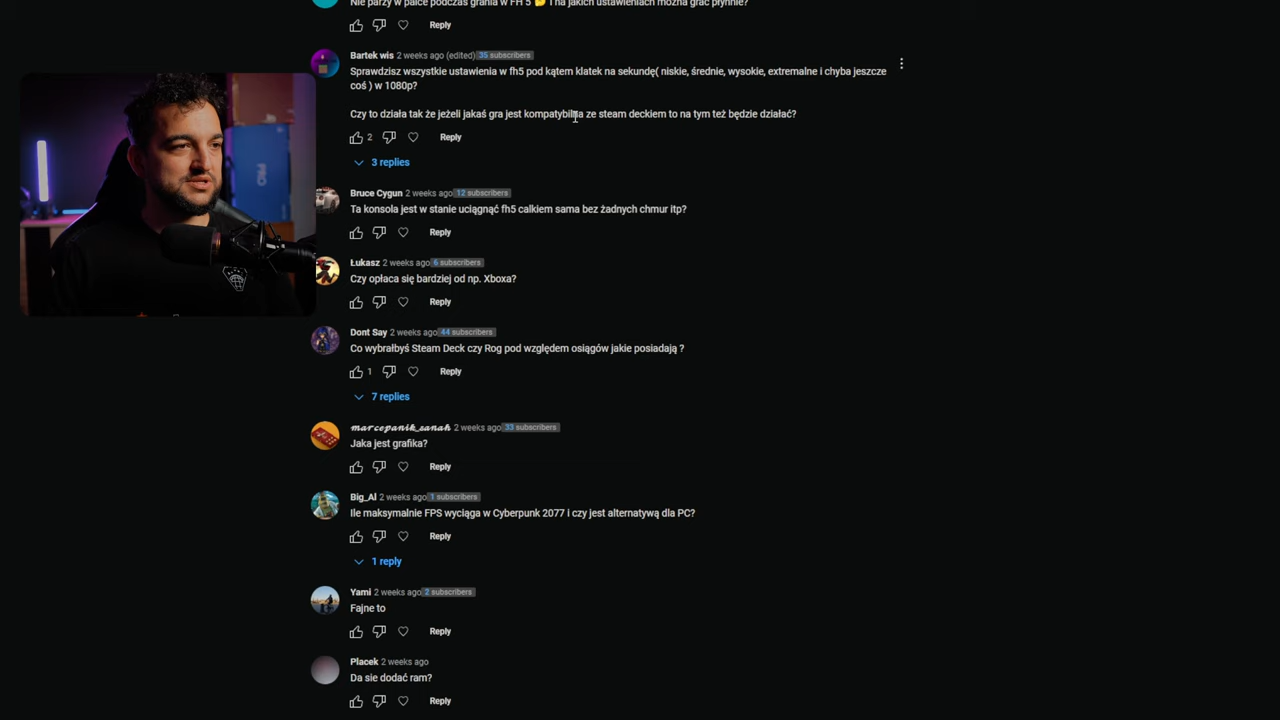 Nie parzy w palce podczas grania w FH 5 🤔 I na jakich ustawieniach można grać płynnie?
Reply
Bartek wis 2 weeks ago (edited) 35 subscribers
Sprawdzisz wszystkie ustawienia w fh5 pod kątem klatek na sekundę( niskie, średnie, wysokie, extremalne i chyba jeszcze
coś ) w 1080p?
Czy to działa tak że jeżeli jakaś gra jest kompatybilna ze steam deckiem to na tym też będzie działać?
2 Reply
3 replies
Bruce Cygun 2 weeks ago 12 subscribers
Ta konsola jest w stanie uciągnąć fh5 calkiem sama bez żadnych chmur itp?
Reply
Łukasz 2 weeks ago 6 subscribers
Czy opłaca się bardziej od np. Xboxa?
Reply
Dont Say 2 weeks ago 44 subscribers
Co wybrałbyś Steam Deck czy Rog pod względem osiągów jakie posiadają ?
1 Reply
7 replies
𝓶𝓪𝓻𝓬𝓮𝓹𝓪𝓷𝓲𝓴_𝔃𝓪𝓷𝓪𝓱 2 weeks ago 33 subscribers
Jaka jest grafika?
Reply
Big_Al 2 weeks ago 1 subscribers
Ile maksymalnie FPS wyciąga w Cyberpunk 2077 i czy jest alternatywą dla PC?
Reply
1 reply
Yami 2 weeks ago 2 subscribers
Fajne to
Reply
Placek 2 weeks ago
Da sie dodać ram?
Reply
PRO